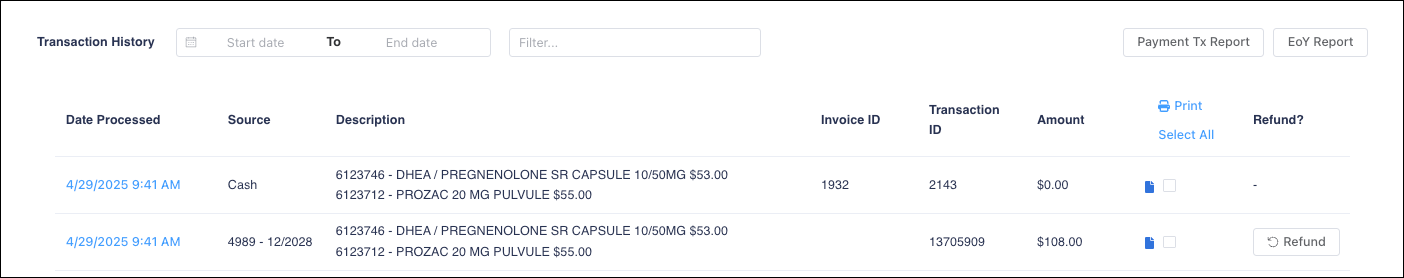 Transaction History
Start date To End date
Filter...
Payment Tx Report
EoY Report
Date Processed
Source
Description
Invoice ID
Transaction
ID
Amount
Print
Select All
Refund?
4/29/2025 9:41 AM
Cash
6123746 - DHEA / PREGNENOLONE SR CAPSULE 10/50MG $53.00
6123712 - PROZAC 20 MG PULVULE $55.00
1932
2143
$0.00
-
4/29/2025 9:41 AM
4989 - 12/2028
6123746 - DHEA / PREGNENOLONE SR CAPSULE 10/50MG $53.00
6123712 - PROZAC 20 MG PULVULE $55.00
13705909
$108.00
Refund